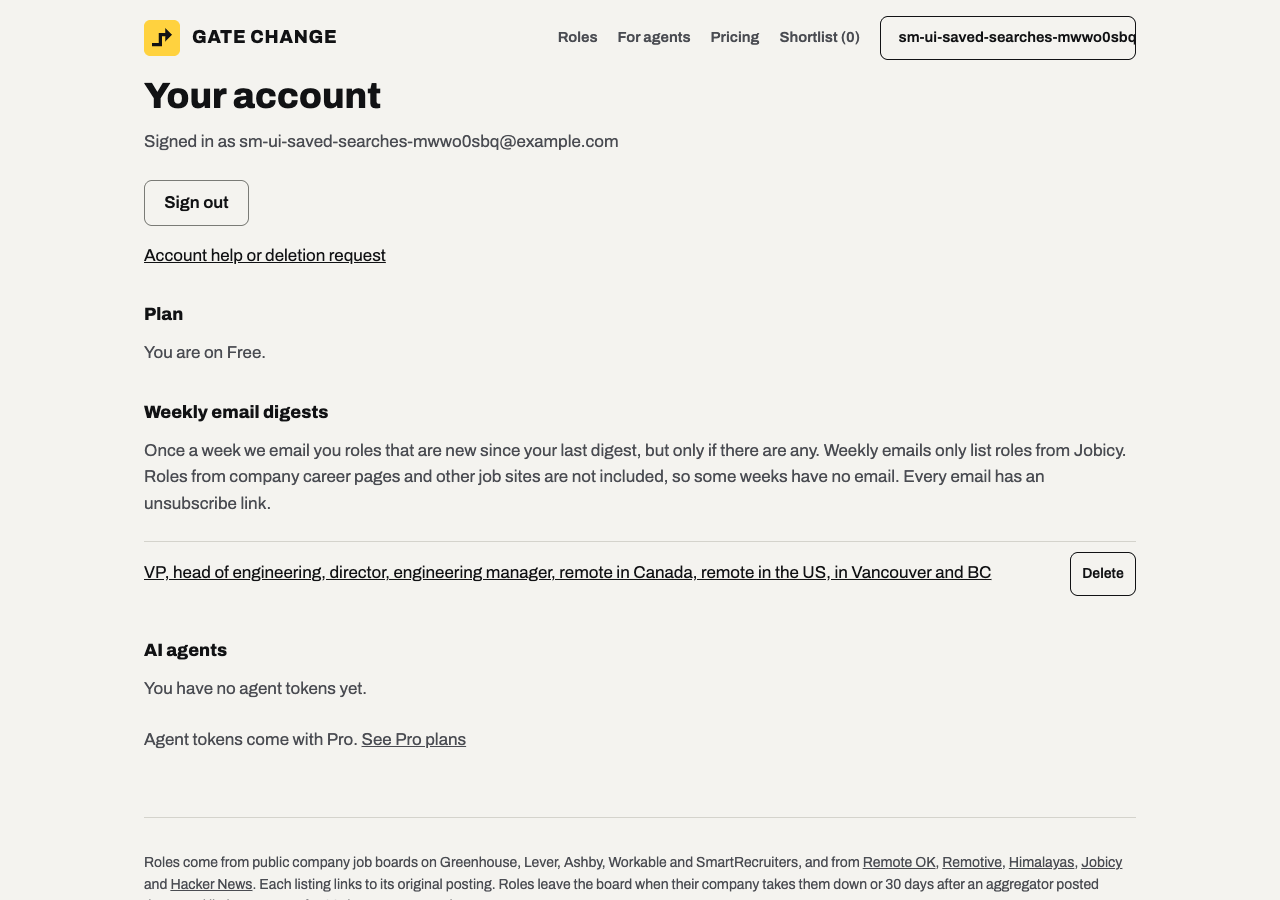 GATE CHANGE
Roles
For agents
Pricing
Shortlist (0)
sm-ui-saved-searches-mwwo0sbq
Your account
Signed in as sm-ui-saved-searches-mwwo0sbq@example.com
Sign out
Account help or deletion request
Plan
You are on Free.
Weekly email digests
Once a week we email you roles that are new since your last digest, but only if there are any. Weekly emails only list roles from Jobicy.
Roles from company career pages and other job sites are not included, so some weeks have no email. Every email has an
unsubscribe link.
VP, head of engineering, director, engineering manager, remote in Canada, remote in the US, in Vancouver and BC
Delete
AI agents
You have no agent tokens yet.
Agent tokens come with Pro. See Pro plans
Roles come from public company job boards on Greenhouse, Lever, Ashby, Workable and SmartRecruiters, and from Remote OK, Remotive, Himalayas, Jobicy
and Hacker News. Each listing links to its original posting. Roles leave the board when their company takes them down or 30 days after an aggregator posted